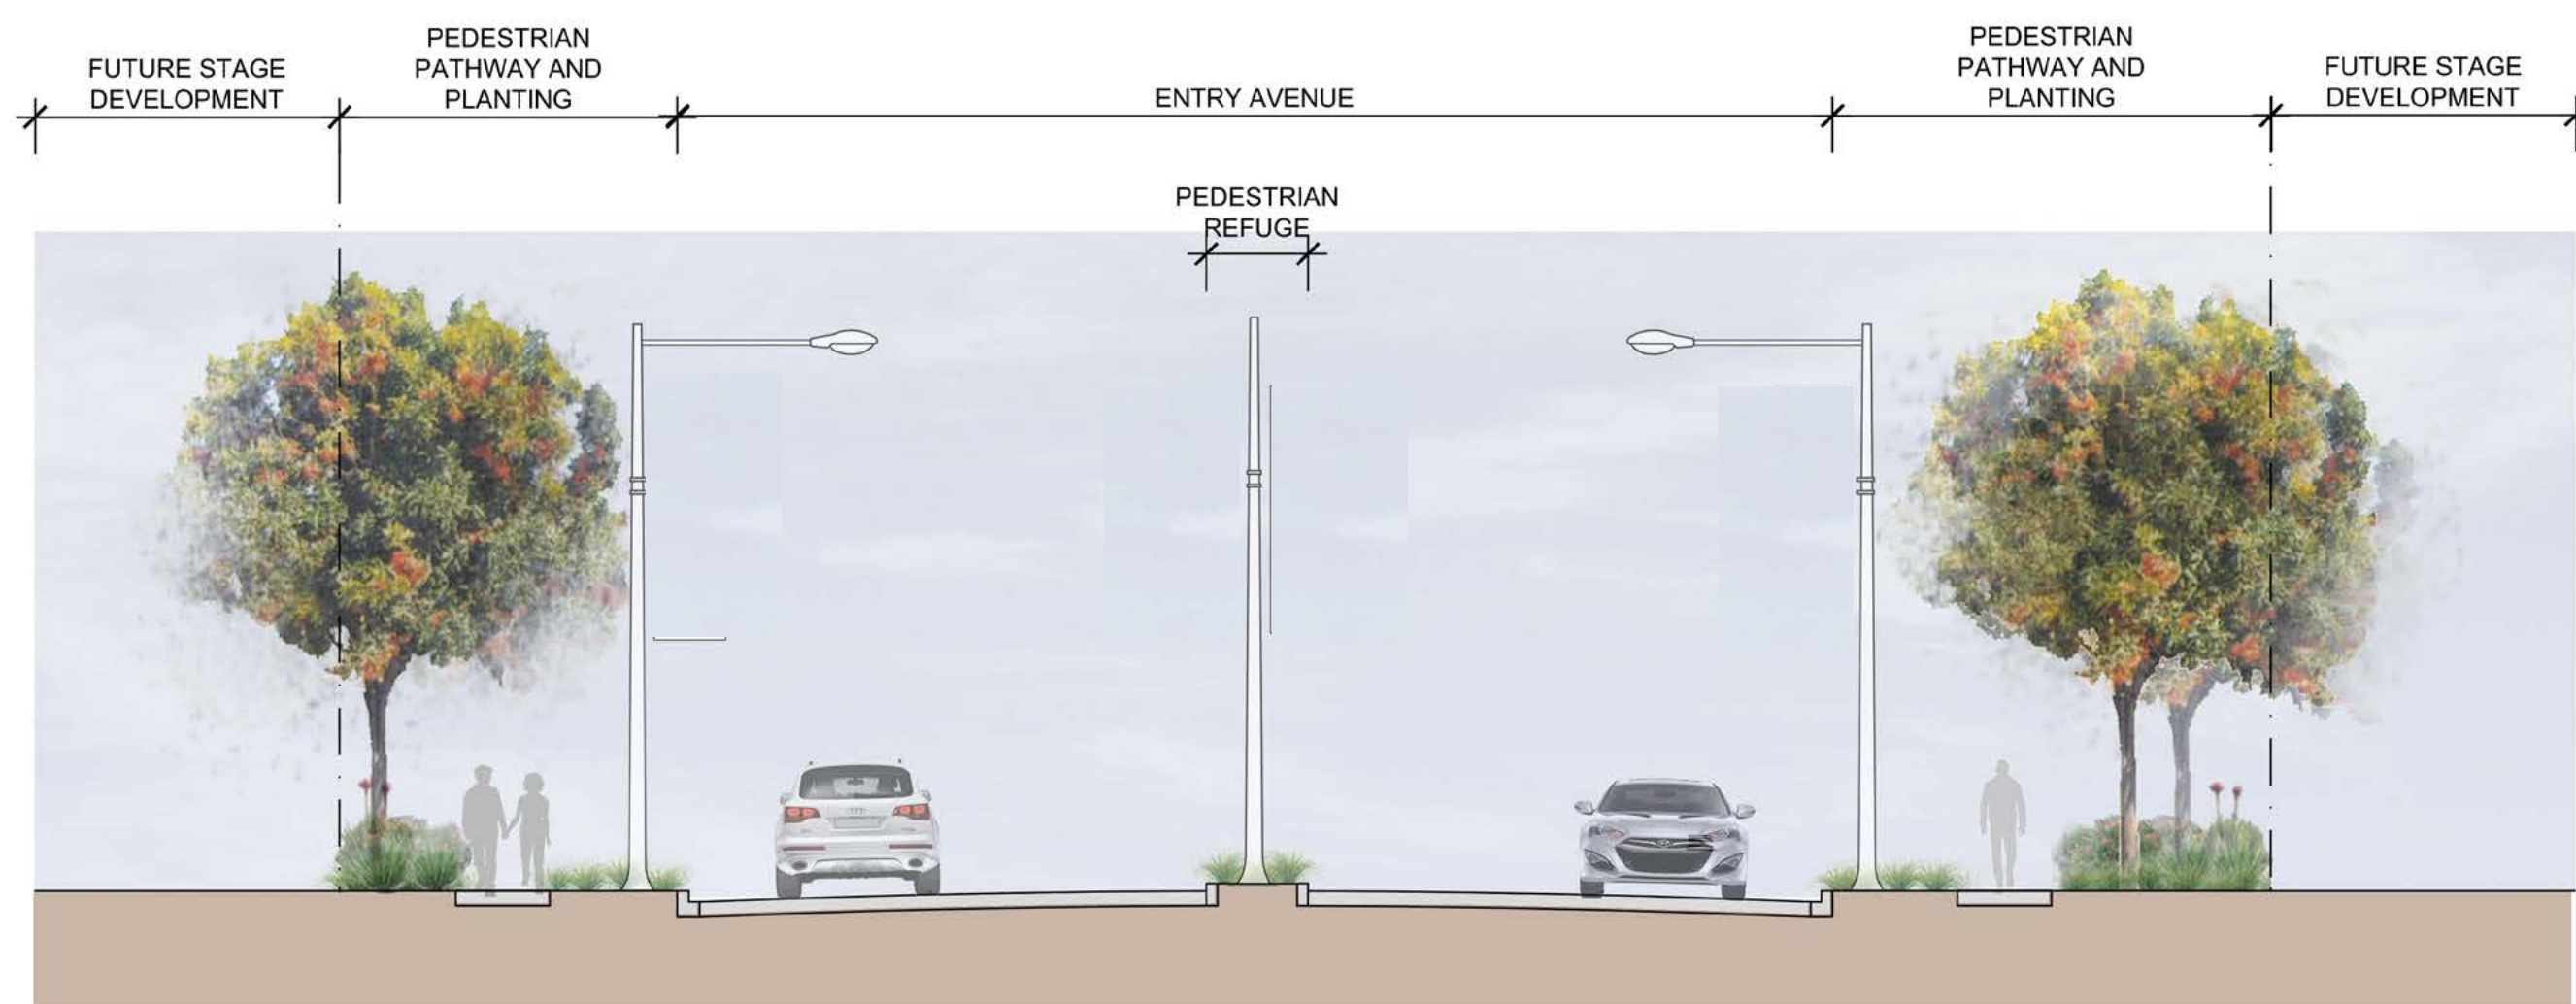 FUTURE STAGE
DEVELOPMENT
PEDESTRIAN
PATHWAY AND
PLANTING
ENTRY AVENUE
PEDESTRIAN
PATHWAY AND
PLANTING
FUTURE STAGE
DEVELOPMENT
PEDESTRIAN
REFUGE